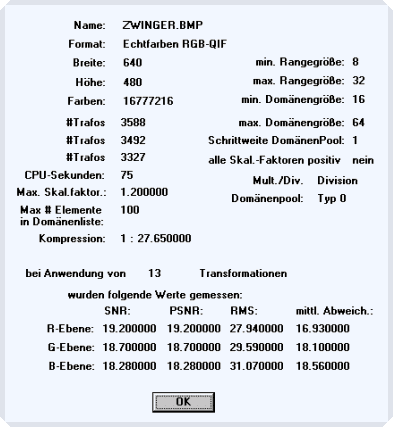 Name: ZWINGER.BMP
Format: Echtfarben RGB-QIF
Breite: 640 min. Rangegröße: 8
Höhe: 480 max. Rangegröße: 32
Farben: 16777216 min. Domänengröße: 16
#Trafos 3588 max. Domängröße: 64
#Trafos 3492 Schrittweite DomänenPool: 1
#Trafos 3327 alle Skal.-Faktoren positiv nein
CPU-Sekunden: 75 Mult./Div. Division
Max. Skal.faktor.: 1.200000 Domänenpool: Typ 0
Max # Elemente 100
in Domänenliste:
Kompression: 1 : 27.650000
bei Anwendung von 13 Transformationen
wurden folgende Werte gemessen:
SNR: PSNR: RMS: mittl. Abweich.:
R-Ebene: 19.200000 19.200000 27.940000 16.930000
G-Ebene: 18.700000 18.700000 29.590000 18.100000
B-Ebene: 18.280000 18.280000 31.070000 18.560000
OK